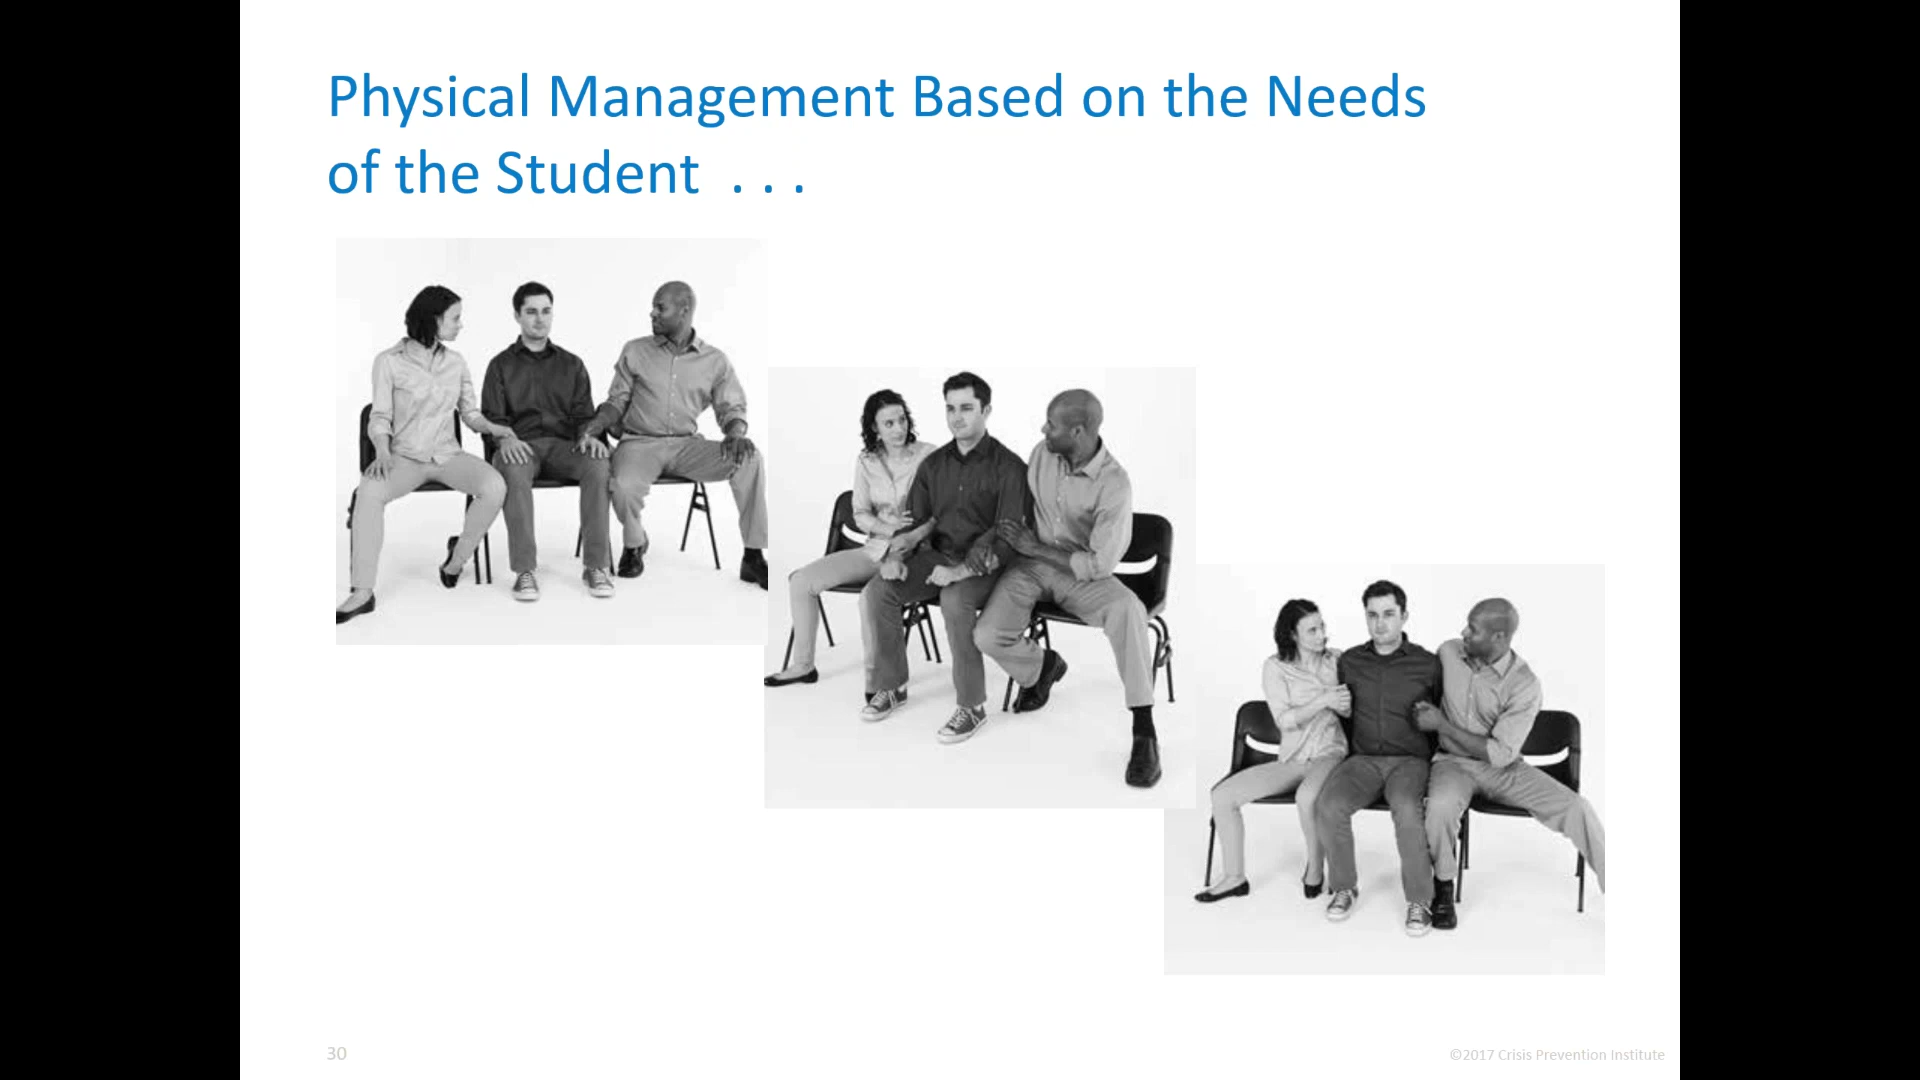 Physical Management Based on the Needs
of the Student . . .
30
©2017 Crisis Prevention Institute